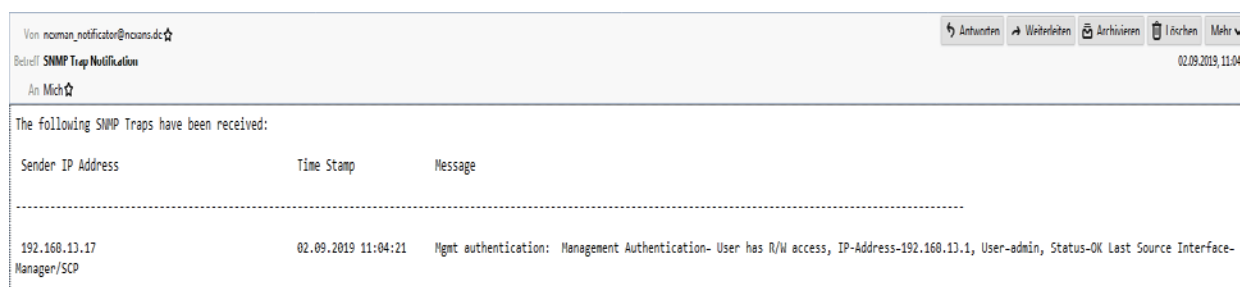 Von nexman_notificator@nexans.de
Antworten Weiterleiten Archivieren Löschen Mehr
Betreff SNMP Trap Notification
02.09.2019, 11:04
An Mich
The following SNMP Traps have been received:
Sender IP Address Time Stamp Message
--------------------------------------------------------------------------------------------------------------------------------------------
192.168.13.17 02.09.2019 11:04:21 Mgmt authentication: Management Authentication- User has R/W access, IP-Address-192.168.13.1, User-admin, Status-OK Last Source Interface-
Manager/SCP